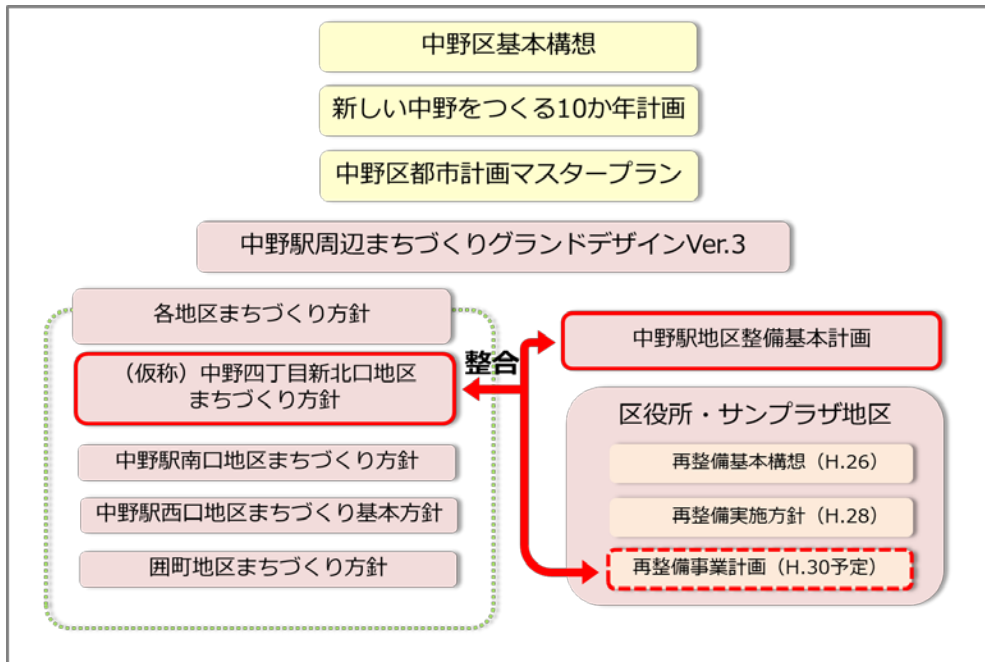 中野区基本構想
新しい中野をつくる10か年計画
中野区都市計画マスタープラン
中野駅周辺まちづくりグランドデザインVer.3
各地区まちづくり方針
（仮称）中野四丁目新北口地区
まちづくり方針
中野駅南口地区まちづくり方針
中野駅西口地区まちづくり基本方針
囲町地区まちづくり方針
整合
中野駅地区整備基本計画
区役所・サンプラザ地区
再整備基本構想（H.26）
再整備実施方針（H.28）
再整備事業計画（H.30予定）